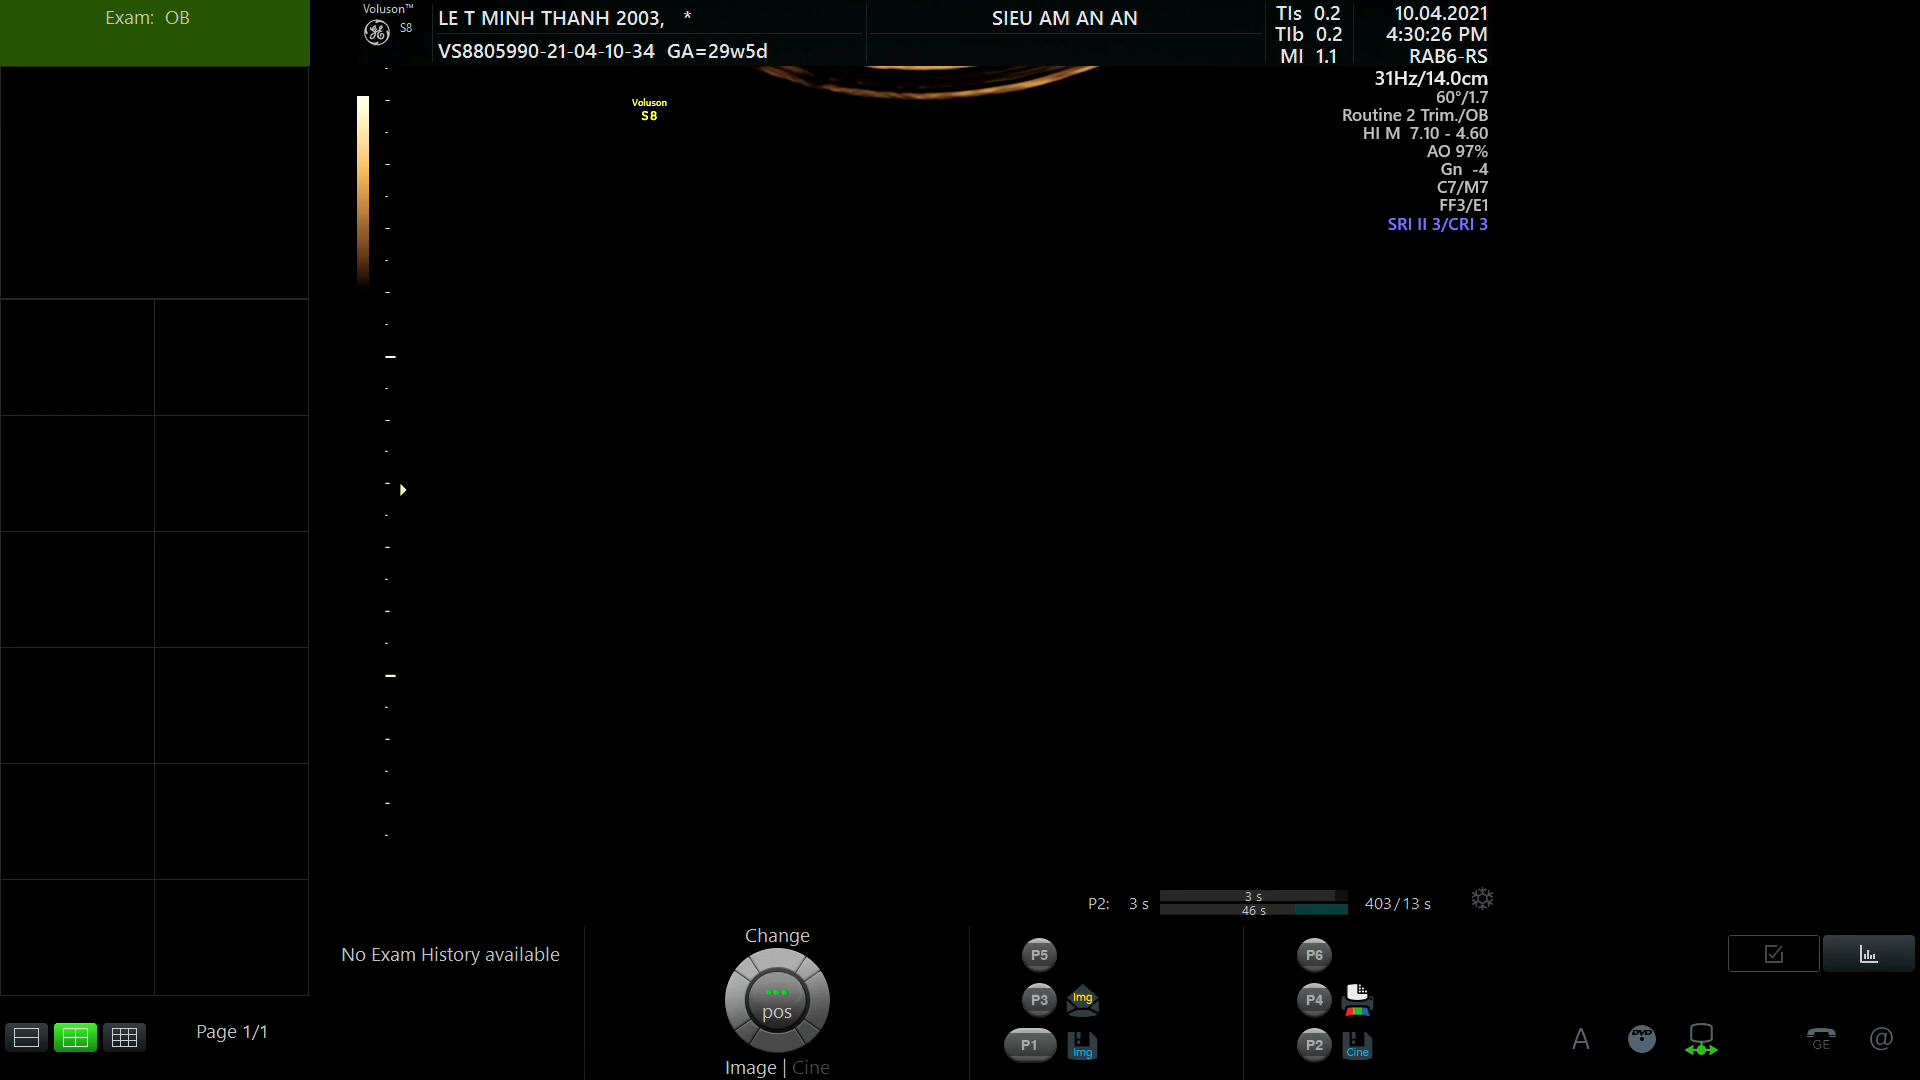 Exam: OB
Voluson™
S8
LE T MINH THANH 2003, *
VS8805990-21-04-10-34 GA=29w5d
SIEU AM AN AN
TIs 0.2
TIb 0.2
MI 1.1
10.04.2021
4:30:26 PM
RAB6-RS
31Hz/14.0cm
60°/1.7
Routine 2 Trim./OB
HI M 7.10 - 4.60
AO 97%
Gn -4
C7/M7
FF3/E1
SRI II 3/CRI 3
Voluson
S8
P2: 3 s
3 s
46 s
403/13 s
No Exam History available
Change
pos
Image | Cine
P5
P3 Img
P1 Img
P6
P4
P2 Cine
Page 1/1
A
DVD
GE
@